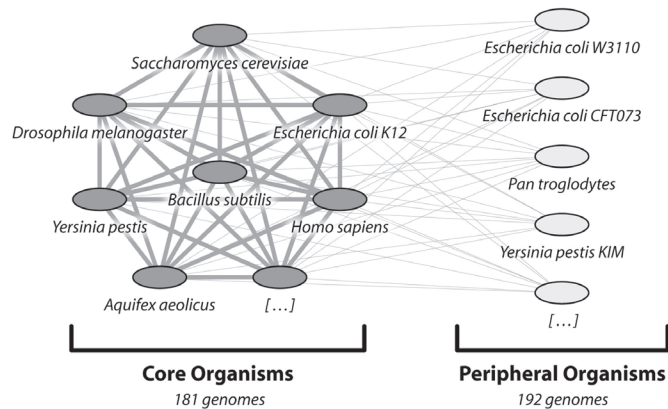 Saccharomyces cerevisiae
Drosophila melanogaster
Escherichia coli K12
Bacillus subtilis
Yersinia pestis
Homo sapiens
Aquifex aeolicus
[...]
Core Organisms
181 genomes
Escherichia coli W3110
Escherichia coli CFT073
Pan troglodytes
Yersinia pestis KIM
[...]
Peripheral Organisms
192 genomes